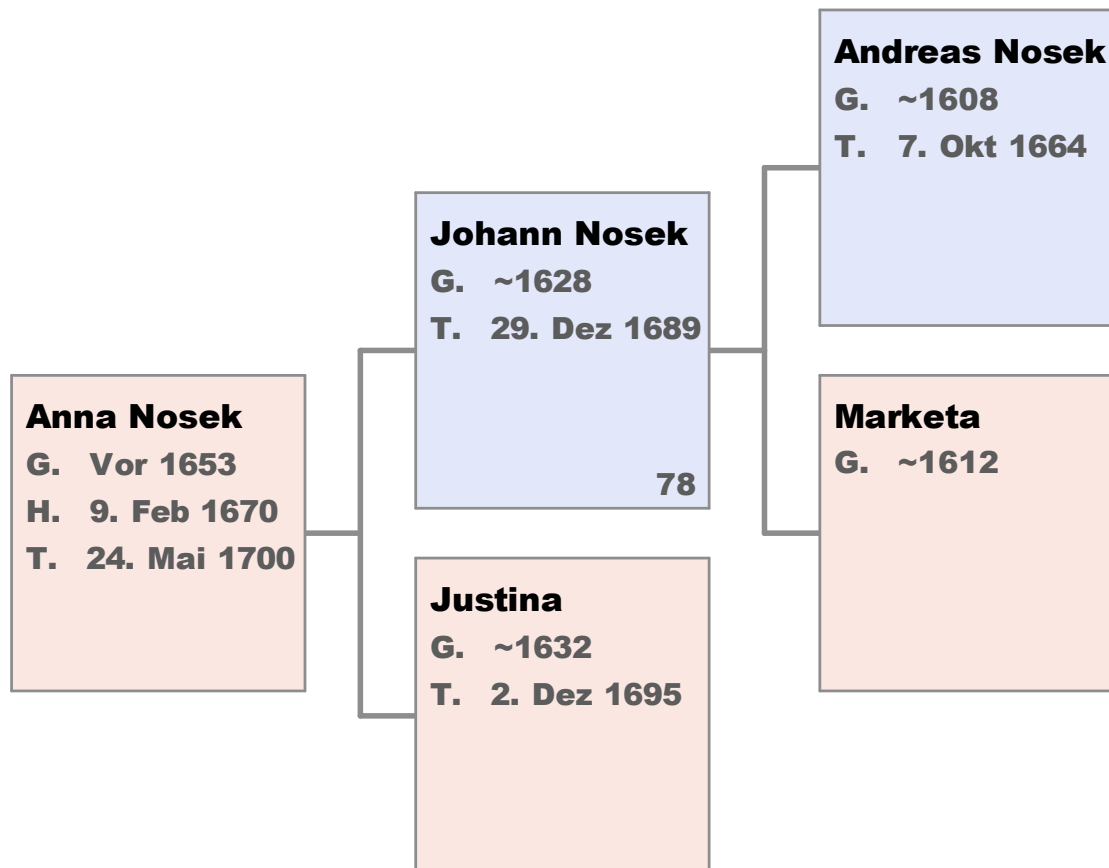 Andreas Nosek
G. ~1608
T. 7. Okt 1664
Johann Nosek
G. ~1628
T. 29. Dez 1689
78
Anna Nosek
G. Vor 1653
H. 9. Feb 1670
T. 24. Mai 1700
Marketa
G. ~1612
Justina
G. ~1632
T. 2. Dez 1695